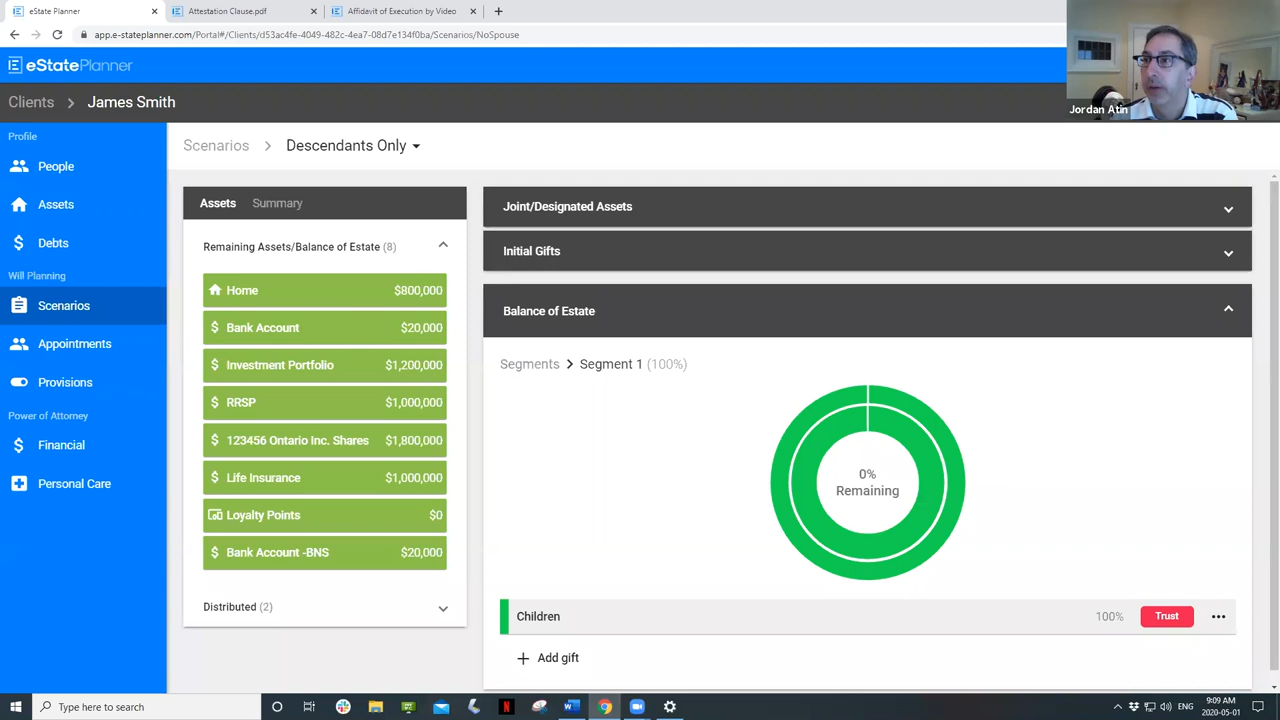 eState Planner
Attestation Clause.pdf
Affidavit of Execution by Video
app.e-stateplanner.com/Portal#/Clients/d53ac4fe-4049-482c-4ea7-08d7e134f0ba/Scenarios/NoSpouse
eStatePlanner
Clients > James Smith
Jordan Atin
Profile
People
Assets
Debts
Will Planning
Scenarios
Appointments
Provisions
Power of Attorney
Financial
Personal Care
Scenarios > Descendants Only
Assets Summary
Remaining Assets/Balance of Estate (8)
Home $800,000
Bank Account $20,000
Investment Portfolio $1,200,000
RRSP $1,000,000
123456 Ontario Inc. Shares $1,800,000
Life Insurance $1,000,000
Loyalty Points $0
Bank Account -BNS $20,000
Distributed (2)
Joint/Designated Assets
Initial Gifts
Balance of Estate
Segments > Segment 1 (100%)
0%
Remaining
Children 100% Trust
Add gift
Type here to search
ENG
9:09 AM
2020-05-01